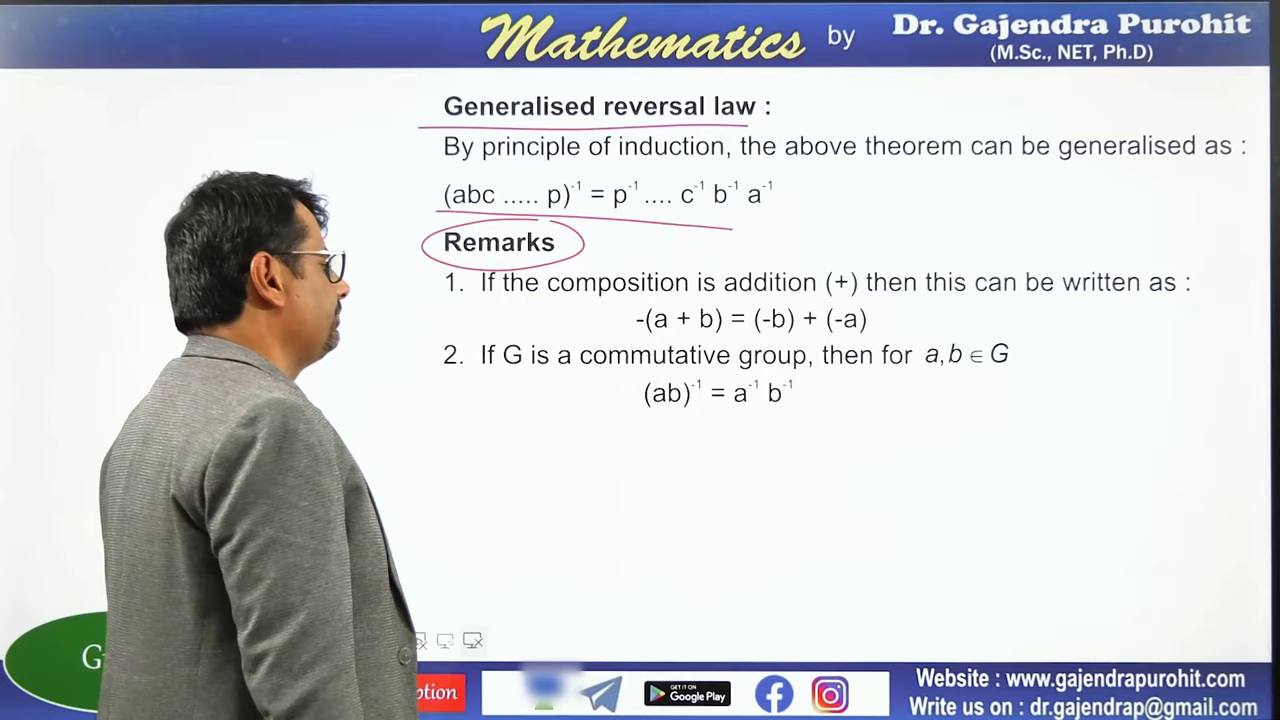 Mathematics by Dr. Gajendra Purohit
(M.Sc., NET, Ph.D)
Generalised reversal law :
By principle of induction, the above theorem can be generalised as :
(abc ..... p)⁻¹ = p⁻¹ .... c⁻¹ b⁻¹ a⁻¹
Remarks
1. If the composition is addition (+) then this can be written as :
-(a + b) = (-b) + (-a)
2. If G is a commutative group, then for a, b ∈ G
(ab)⁻¹ = a⁻¹ b⁻¹
GET IT ON
Google Play
Website : www.gajendrapurohit.com
Write us on : dr.gajendrap@gmail.com